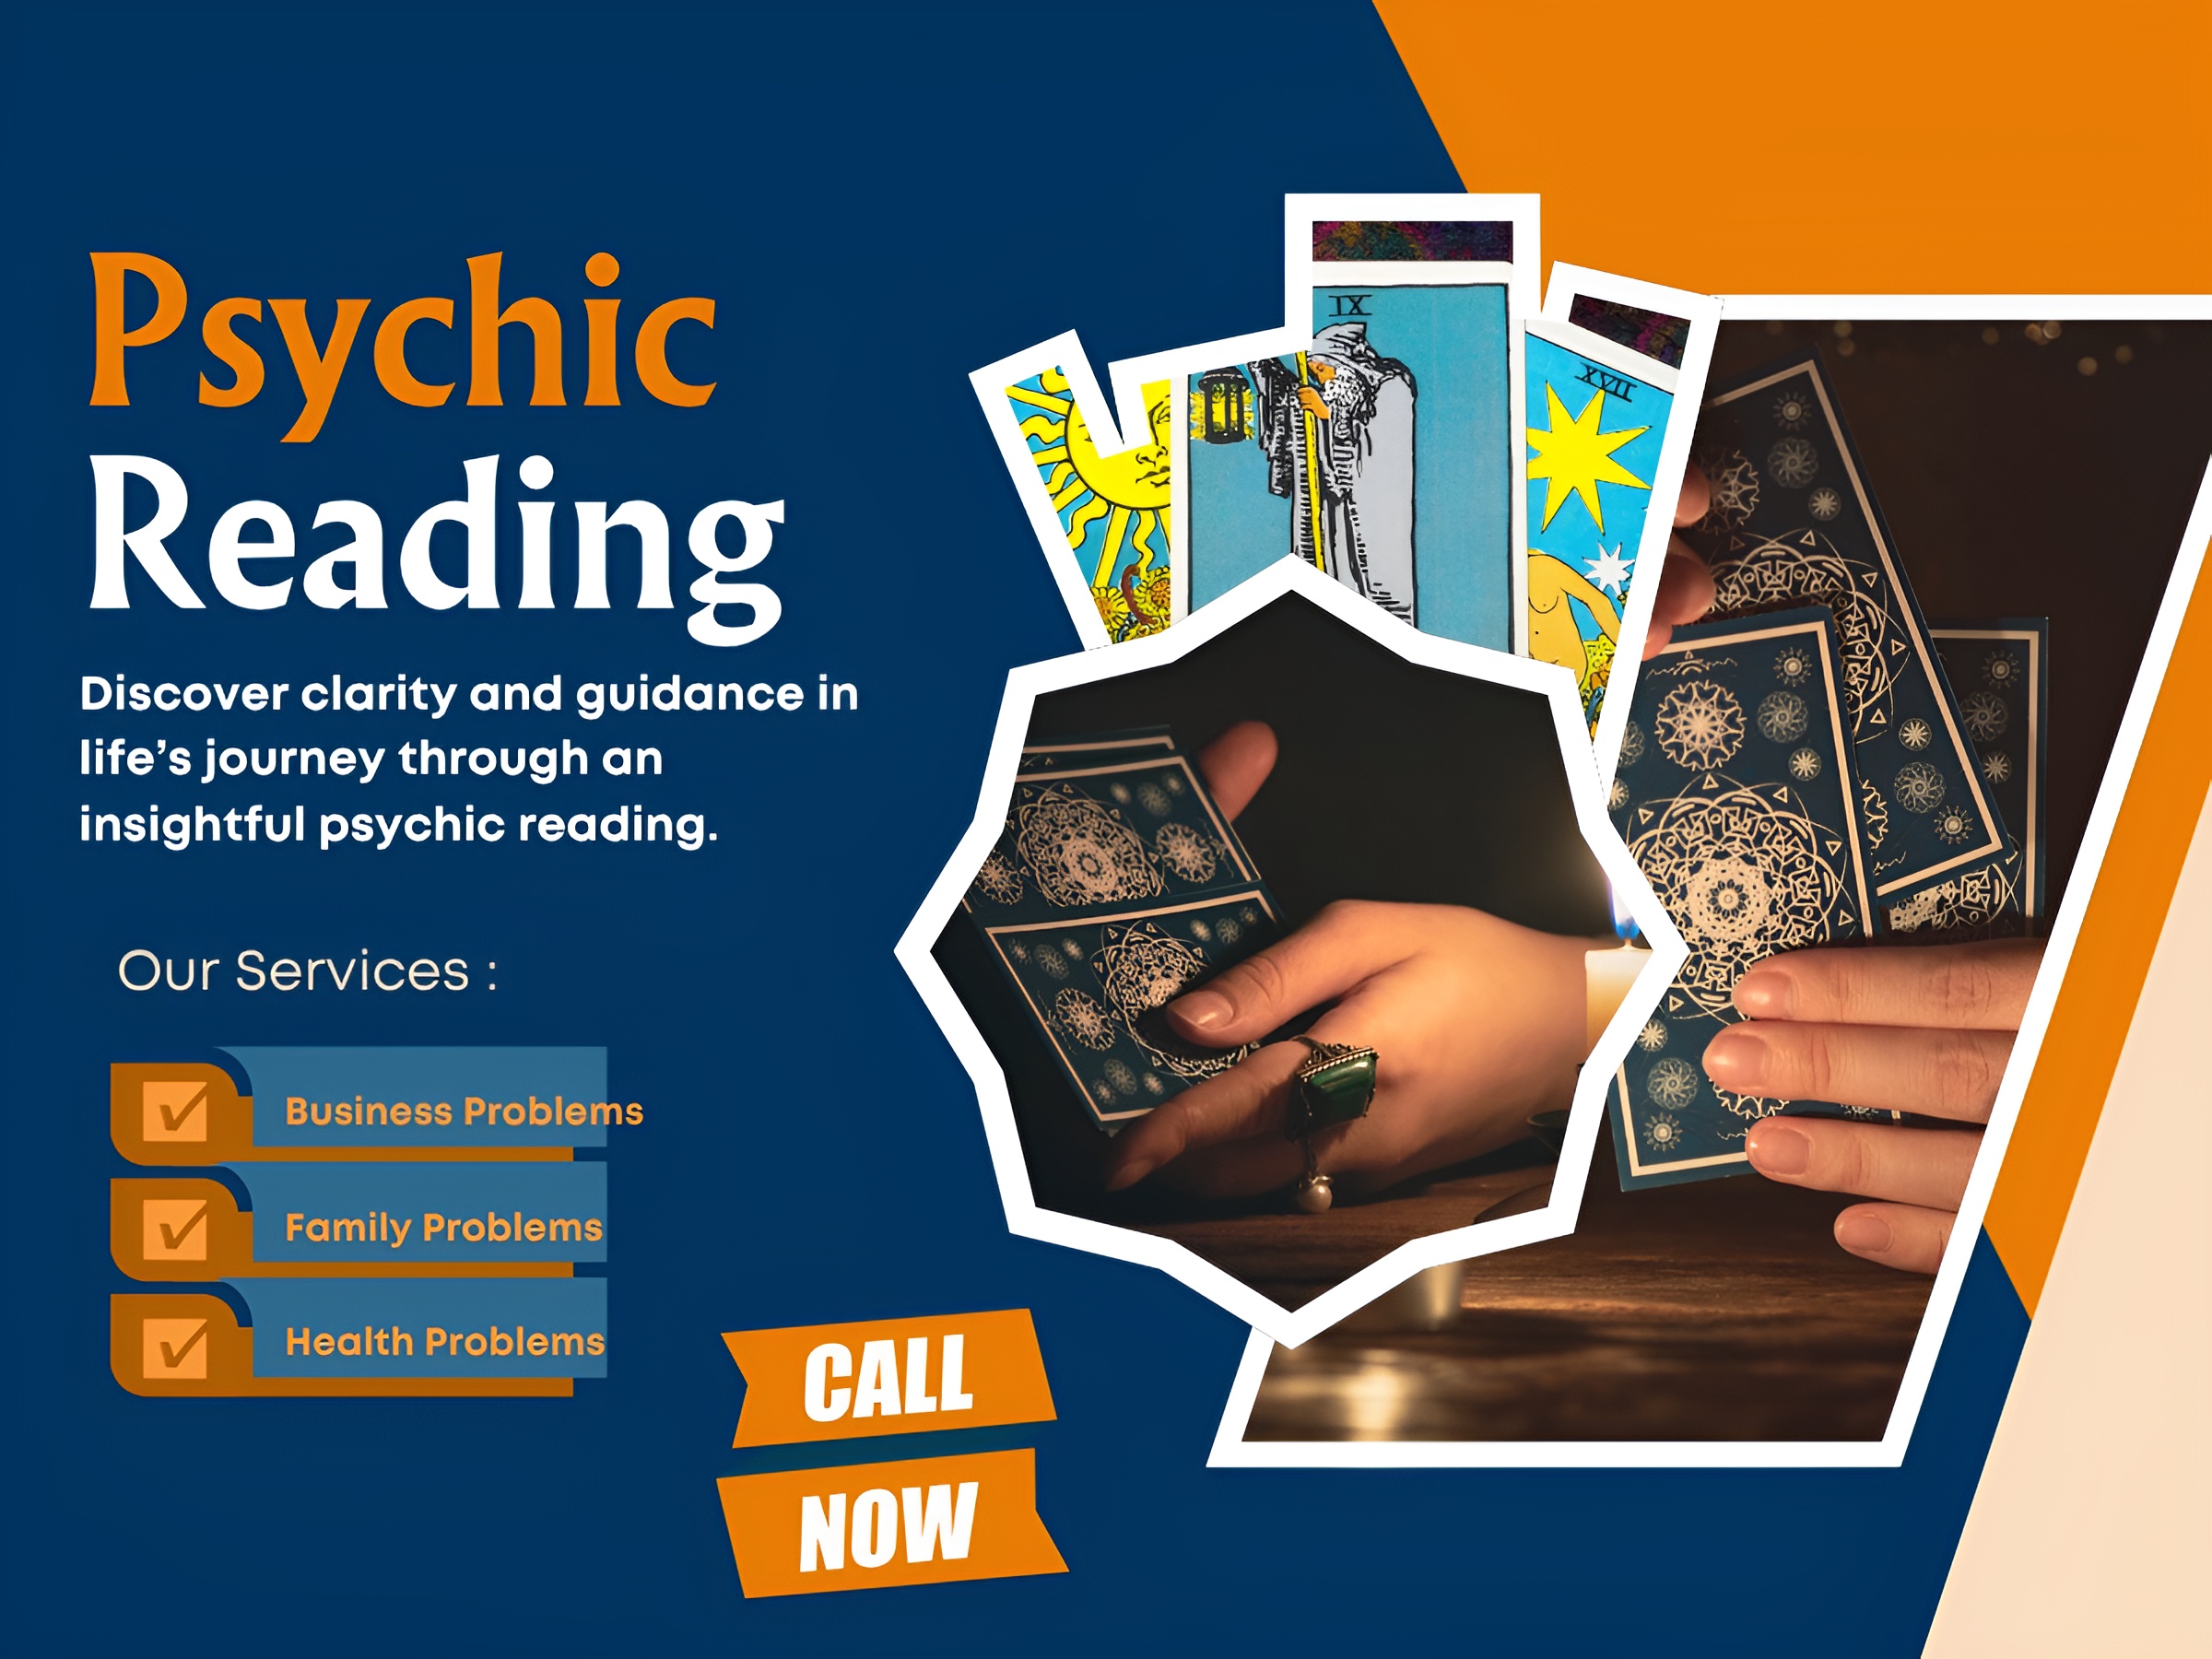 Psychic
Reading
Discover clarity and guidance in
life's journey through an
insightful psychic reading.
Our Services :
Business Problems
Family Problems
Health Problems
CALL
NOW
IX
XVII